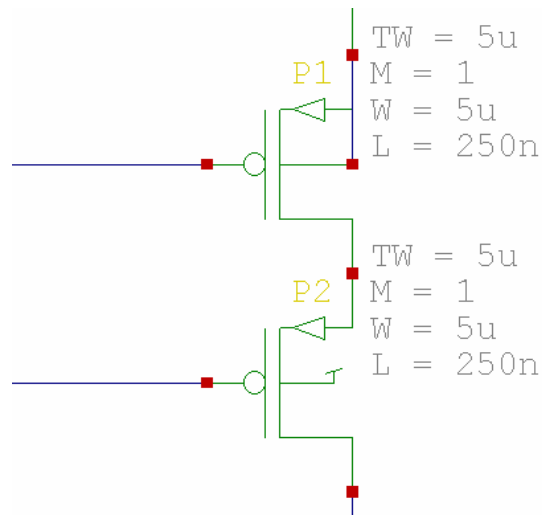 TW = 5u
P1 M = 1
W = 5u
L = 250n
TW = 5u
P2 M = 1
W = 5u
L = 250n